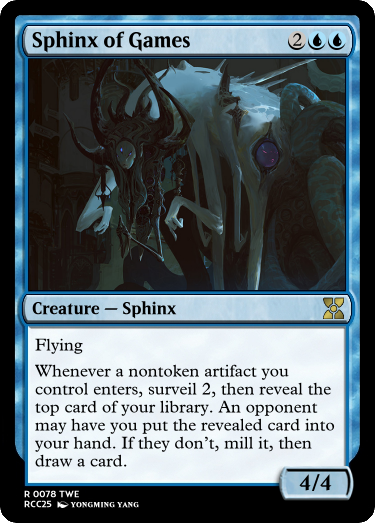 Sphinx of Games 2
Creature — Sphinx
Flying
Whenever a nontoken artifact you
control enters, surveil 2, then reveal the
top card of your library. An opponent
may have you put the revealed card into
your hand. If they don't, mill it, then
draw a card.
4/4
R 0078 TWE
RCC25 YONGMING YANG